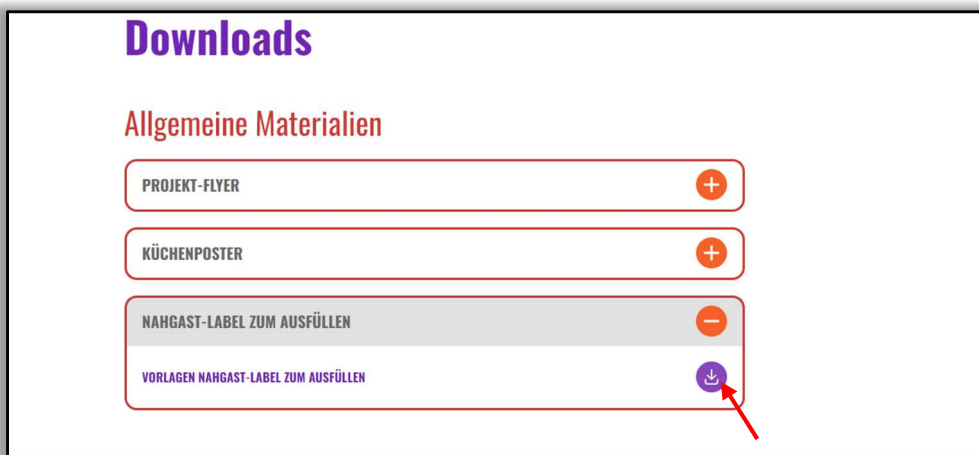 Downloads
Allgemeine Materialien
PROJEKT-FLYER
KÜCHENPOSTER
NAHGAST-LABEL ZUM AUSFÜLLEN
VORLAGEN NAHGAST-LABEL ZUM AUSFÜLLEN